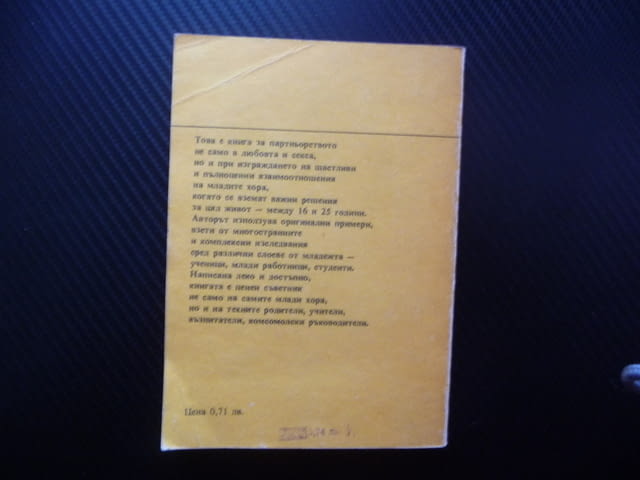 Това е книга за партньорството
не само в любовта и секса,
но и при изграждането на щастливи
и пълноценни взаимоотношения
на младите хора,
когато се вземат важни решения
за цял живот — между 16 и 25 години.
Авторът използува оригинални примери,
взети от многостранните
и комплексни изследвания
сред различни слоеве от младежта —
ученици, млади работници, студенти.
Написана леко и достъпно,
книгата е ценен съветник
не само на самите млади хора,
но и на техните родители, учители,
възпитатели, комсомолски ръководители.
Цена 0,71 лв.